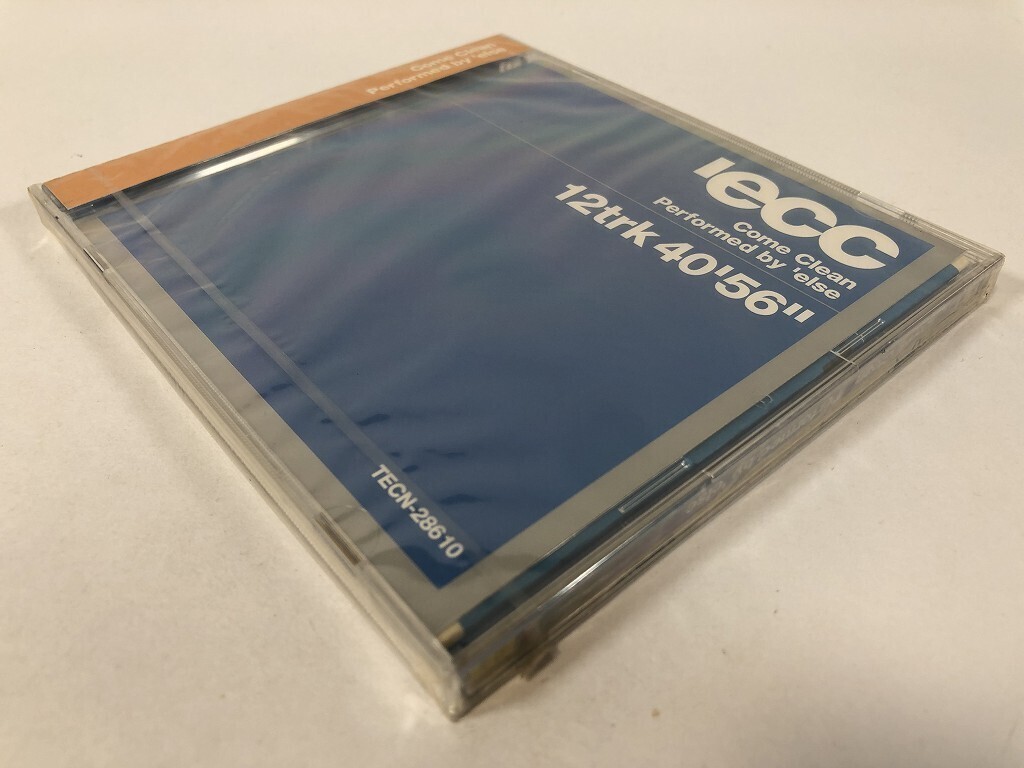 Come Clean
Performed by 'else
'ecc
Come Clean
Performed by 'else
12trk 40'56"
TECN-28610